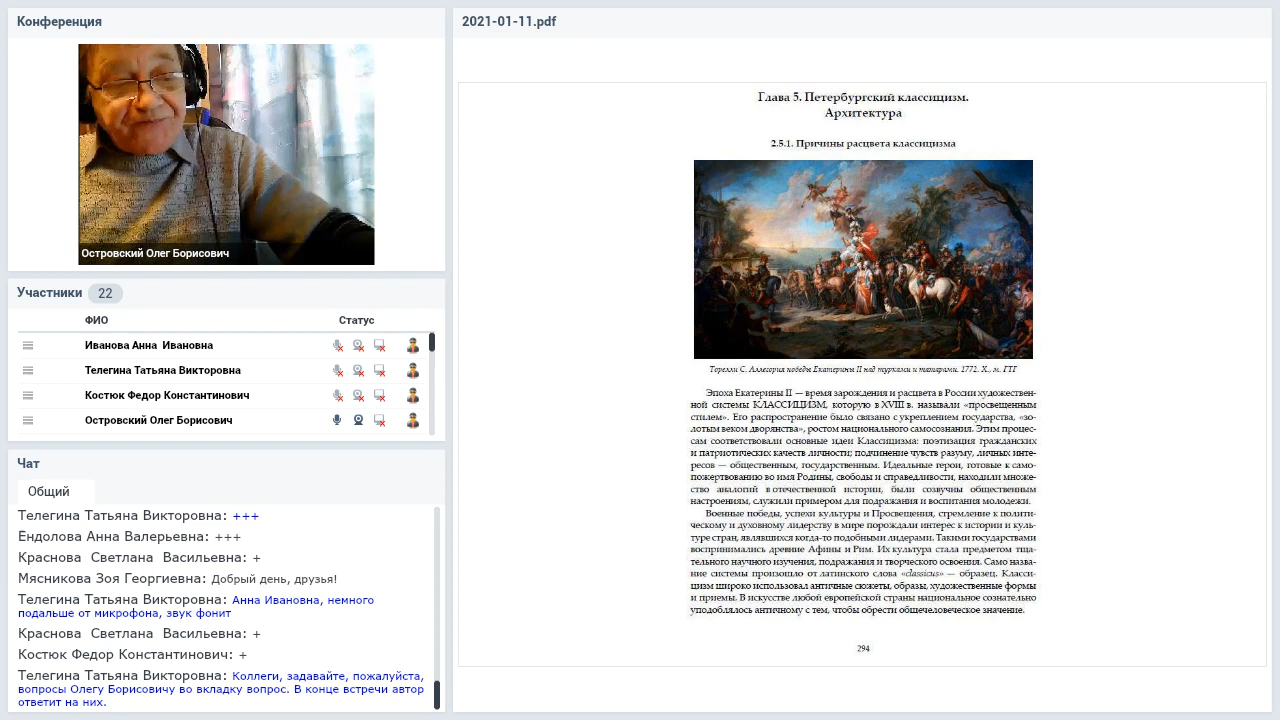 Конференция
Островский Олег Борисович
Участники 22
ФИО Статус
Иванова Анна Ивановна
Телегина Татьяна Викторовна
Костюк Федор Константинович
Островский Олег Борисович
Чат
Общий
Телегина Татьяна Викторовна: +++
Ендолова Анна Валерьевна: +++
Краснова Светлана Васильевна: +
Мясникова Зоя Георгиевна: Добрый день, друзья!
Телегина Татьяна Викторовна: Анна Ивановна, немного
подальше от микрофона, звук фонит
Краснова Светлана Васильевна: +
Костюк Федор Константинович: +
Телегина Татьяна Викторовна: Коллеги, задавайте, пожалуйста,
вопросы Олегу Борисовичу во вкладку вопрос. В конце встречи автор
ответит на них.
2021-01-11.pdf
Глава 5. Петербургский классицизм.
Архитектура
2.5.1. Причины расцвета классицизма
Торелли С. Аллегория победы Екатерины II над турками и татарами. 1772. Х., м. ГТГ
Эпоха Екатерины II — время зарождения и расцвета в России художествен-
ной системы КЛАССИЦИЗМ, которую в XVIII в. называли «просвещенным
стилем». Его распространение было связано с укреплением государства, «зо-
лотым веком дворянства», ростом национального самосознания. Этим процес-
сам соответствовали основные идеи Классицизма: поэтизация гражданских
и патриотических качеств личности; подчинение чувств разуму, личных инте-
ресов — общественным, государственным. Идеальные герои, готовые к само-
пожертвованию во имя Родины, свободы и справедливости, находили множе-
ство аналогий в отечественной истории, были созвучны общественным
настроениям, служили примером для подражания и воспитания молодежи.
Военные победы, успехи культуры и Просвещения, стремление к полити-
ческому и духовному лидерству в мире порождали интерес к истории и куль-
туре стран, являвшихся когда-то подобными лидерами. Такими государствами
воспринимались древние Афины и Рим. Их культура стала предметом тща-
тельного научного изучения, подражания и творческого освоения. Само назва-
ние системы произошло от латинского слова «classicus» — образец. Класси-
цизм широко использовал античные сюжеты, образы, художественные формы
и приемы. В искусстве любой европейской страны национальное сознательно
уподоблялось античному с тем, чтобы обрести общечеловеческое значение.
294